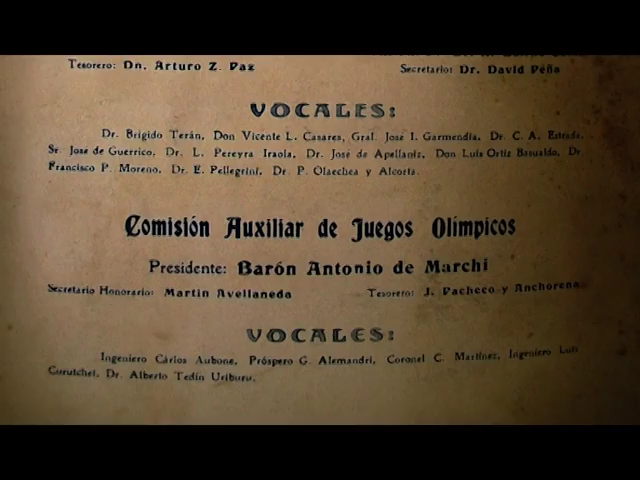 Tesorero: Dn. Arturo Z. Paz
Secretario: Dr. David Peña
VOCALES:
Dr. Brígido Terán, Don Vicente L. Casares, Gral. José I. Garmendia, Dr. C. A. Estrada,
Sr. José de Guerrico, Dr. L. Pereyra Iraola, Dr. José de Apellaniz, Don Luis Ortiz Basualdo, Dr.
Francisco P. Moreno, Dr. E. Pellegrini, Dr. P. Olaechea y Alcorta.
Comisión Auxiliar de Juegos Olímpicos
Presidente: Barón Antonio de Marchi
Secretario Honorario: Martin Avellaneda
Tesorero: J. Pacheco y Anchorena
VOCALES:
Ingeniero Carlos Aubone, Próspero G. Alemandri, Coronel C. Martínez, Ingeniero Luis
Curutchet, Dr. Alberto Tedin Uriburu.